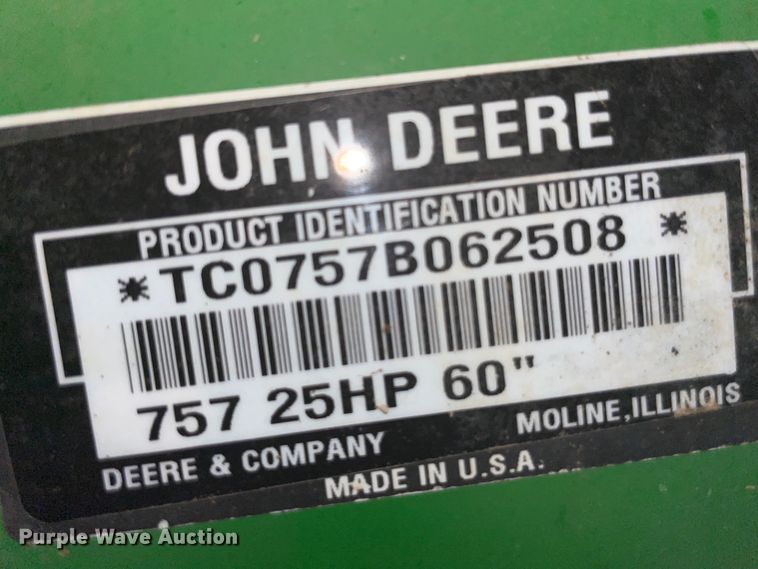 JOHN DEERE
PRODUCT IDENTIFICATION NUMBER
*TC0757B062508 *
757 25HP 60"
DEERE & COMPANY MOLINE, ILLINOIS
MADE IN U.S.A.
Purple Wave Auction